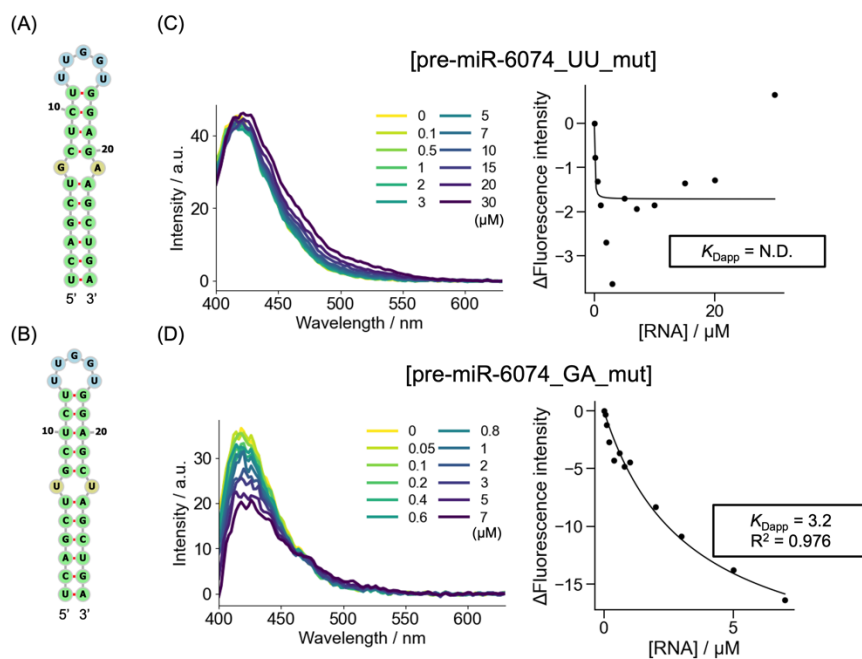 (A)
U G G
U U
U G
10 C G
U A
C G 20
G A
U A
C G
G C
A U
C G
U A
5' 3'
(B)
U G G
U U
U G
C G
10 U A 20
C G
G C
U U
U A
C G
G C
A U
C G
U A
5' 3'
(C)
[pre-miR-6074_UU_mut]
Intensity / a.u.
40
20
0
400 450 500 550 600
Wavelength / nm
0 5
0.1 7
0.5 10
1 15
2 20
3 30
(μM)
ΔFluorescence intensity
0
−1
−2
−3
0 20
[RNA] / μM
KDapp = N.D.
(D)
[pre-miR-6074_GA_mut]
Intensity / a.u.
30
20
10
0
400 450 500 550 600
Wavelength / nm
0 0.8
0.05 1
0.1 2
0.2 3
0.4 5
0.6 7
(μM)
ΔFluorescence intensity
0
−5
−10
−15
0 5
[RNA] / μM
KDapp = 3.2
R² = 0.976